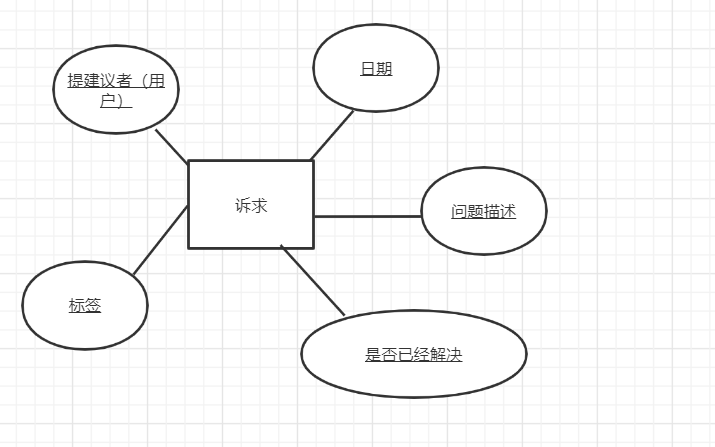 日期
提建议者（用
户）
诉求
问题描述
标签
是否已经解决